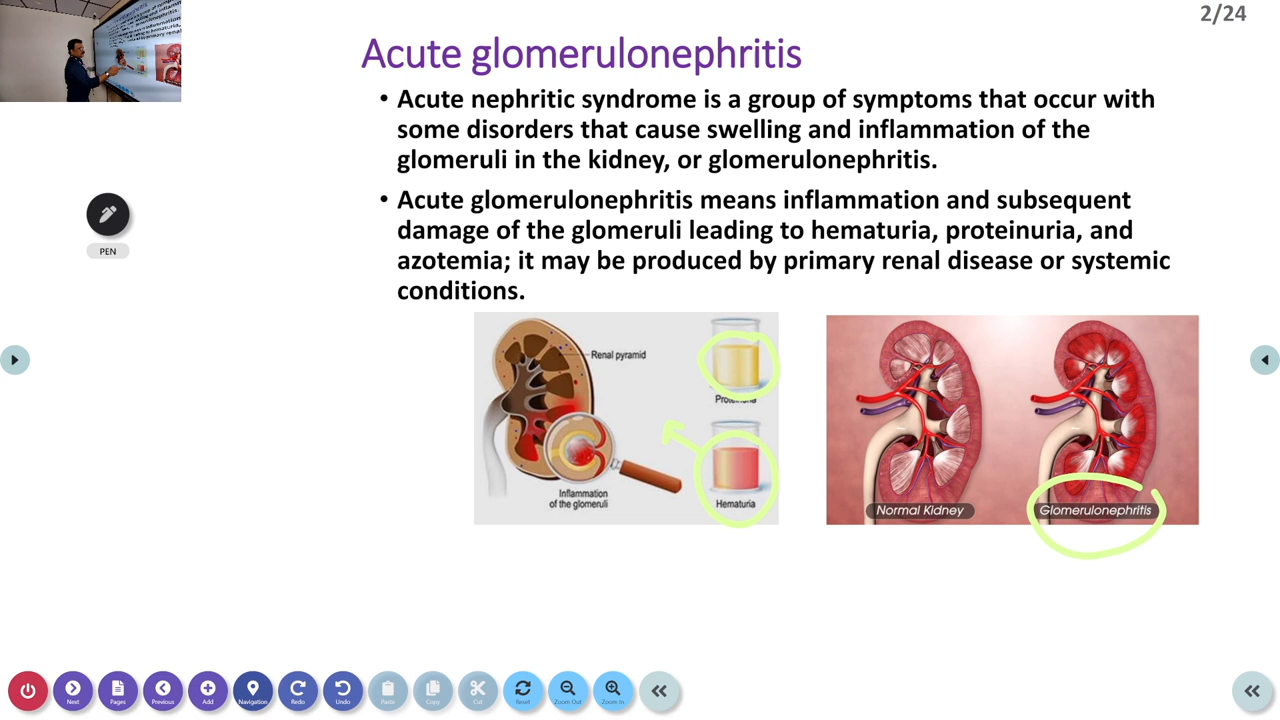 2/24
Acute glomerulonephritis
• Acute nephritic syndrome is a group of symptoms that occur with
some disorders that cause swelling and inflammation of the
glomeruli in the kidney, or glomerulonephritis.
• Acute glomerulonephritis means inflammation and subsequent
damage of the glomeruli leading to hematuria, proteinuria, and
azotemia; it may be produced by primary renal disease or systemic
conditions.
PEN
Renal pyramid
Proteinuria
Inflammation
of the glomeruli
Hematuria
Normal Kidney
Glomerulonephritis
Next
Pages
Previous
Add
Navigation
Redo
Undo
Paste
Copy
Cut
Reset
Zoom Out
Zoom In